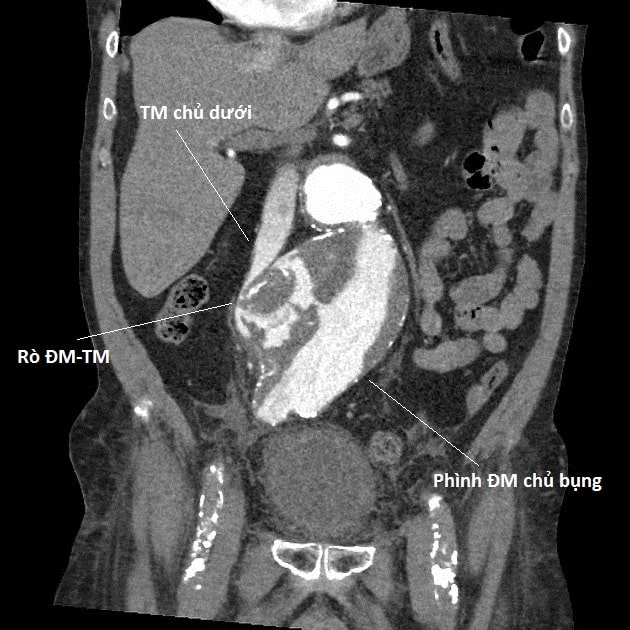 TM chủ dưới
Rò ĐM-TM
Phình ĐM chủ bụng